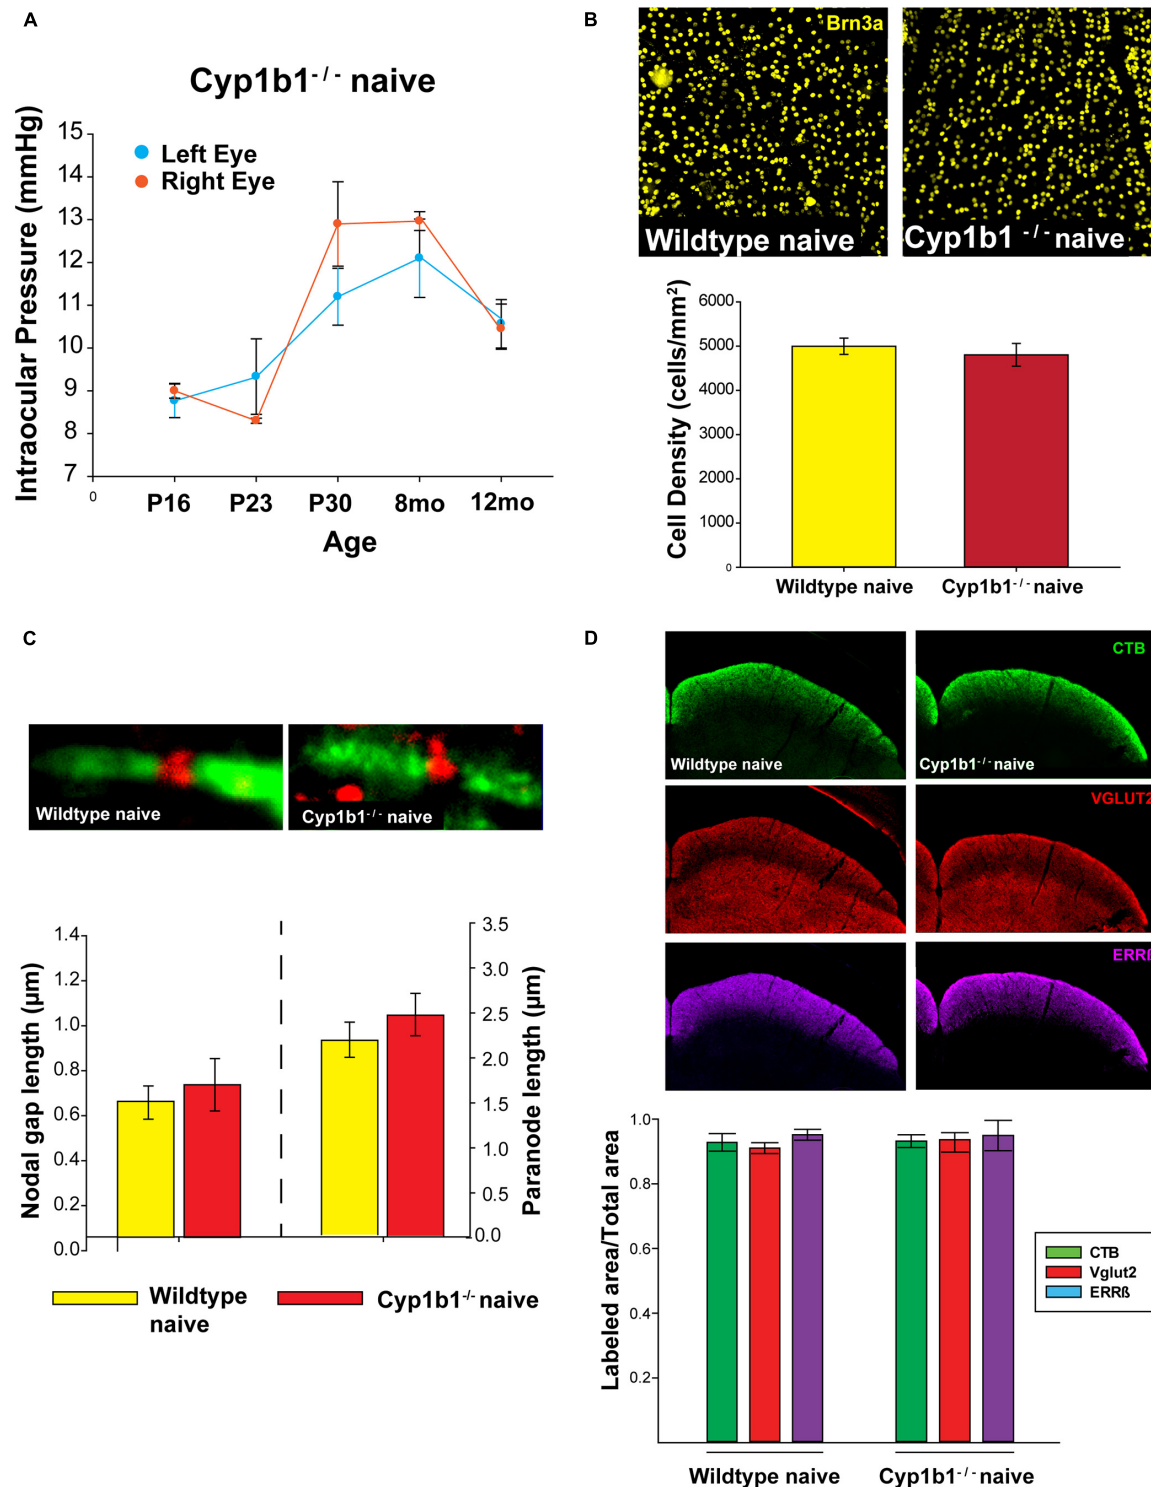 A
Cyp1b1-/- naive
Intraocular Pressure (mmHg)
15
14
13
12
11
10
9
8
7
0
Left Eye
Right Eye
P16
P23
P30
8mo
12mo
Age
B
Brn3a
Wildtype naive
Cyp1b1 -/- naive
Cell Density (cells/mm2)
6000
5000
4000
3000
2000
1000
0
Wildtype naive
Cyp1b1-/- naive
C
Wildtype naive
Cyp1b1-/- naive
Nodal gap length (µm)
1.4
1.2
1.0
0.8
0.6
0.4
0.2
0.0
3.5
3.0
2.5
2.0
1.5
1.0
0.5
0.0
Paranode length (µm)
Wildtype
naive
Cyp1b1-/- naive
D
CTB
Wildtype naive
Cyp1b1-/- naive
VGLUT2
ERRß
Labeled area/Total area
1.0
0.8
0.6
0.4
0.2
CTB
Vglut2
ERRß
Wildtype naive
Cyp1b1-/- naive